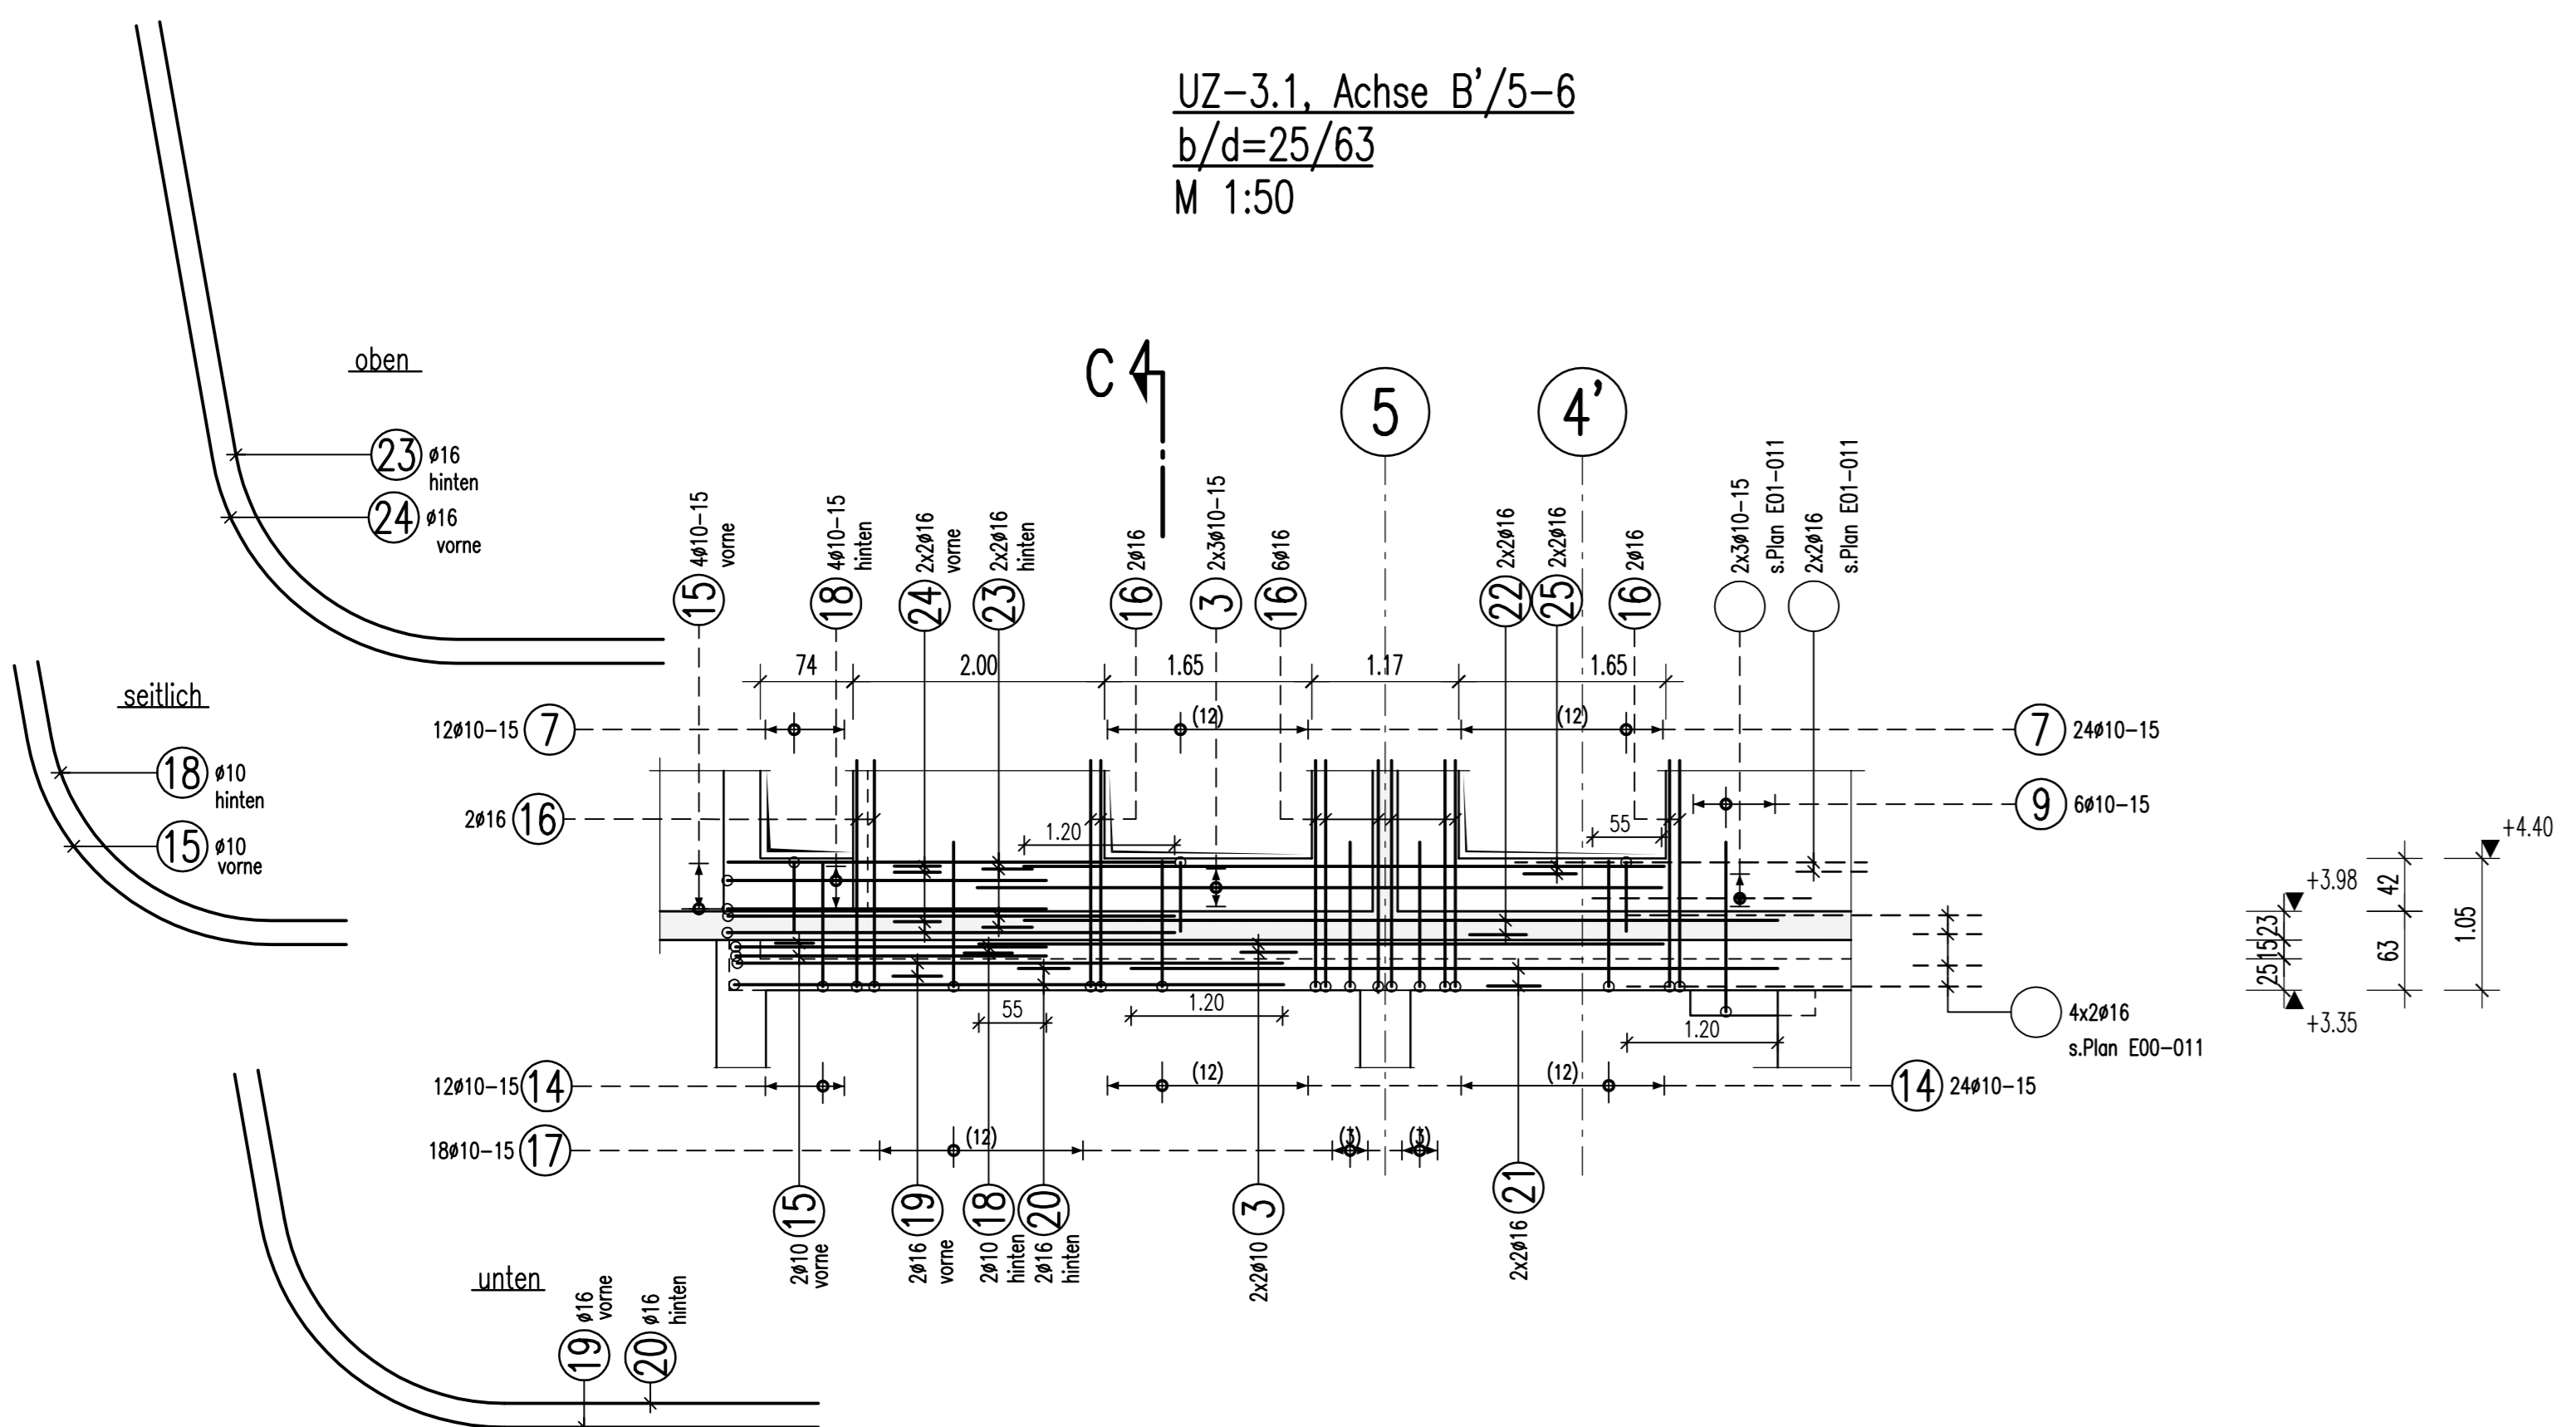 UZ-3.1, Achse B'/5-6
b/d=25/63
M 1:50
oben
23 ø16
hinten
24 ø16
vorne
seitlich
18 ø10
hinten
15 ø10
vorne
unten
19 ø16
vorne
20 ø16
hinten
C
5
4'
15 4ø10-15
vorne
18 4ø10-15
hinten
24 2x2ø16
vorne
23 2x2ø16
hinten
16 2ø16
3 2x3ø10-15
16 6ø16
22 2x2ø16
25 2x2ø16
16 2ø16
2x3ø10-15
s.Plan E01-011
2x2ø16
s.Plan E01-011
74 2.00 1.65 1.17 1.65
12ø10-15 7 (12) (12) 7 24ø10-15
9 6ø10-15
2ø16 16
1.20 55
+4.40
+3.98
42
23
15
25
63
1.05
+3.35
4x2ø16
s.Plan E00-011
55 1.20 1.20
12ø10-15 14 (12) (12) 14 24ø10-15
18ø10-15 17 (12) (3) (3)
15 2ø10
vorne
19 2ø16
vorne
18 2ø10
hinten
20 2ø16
hinten
3 2x2ø10
21 2x2ø16